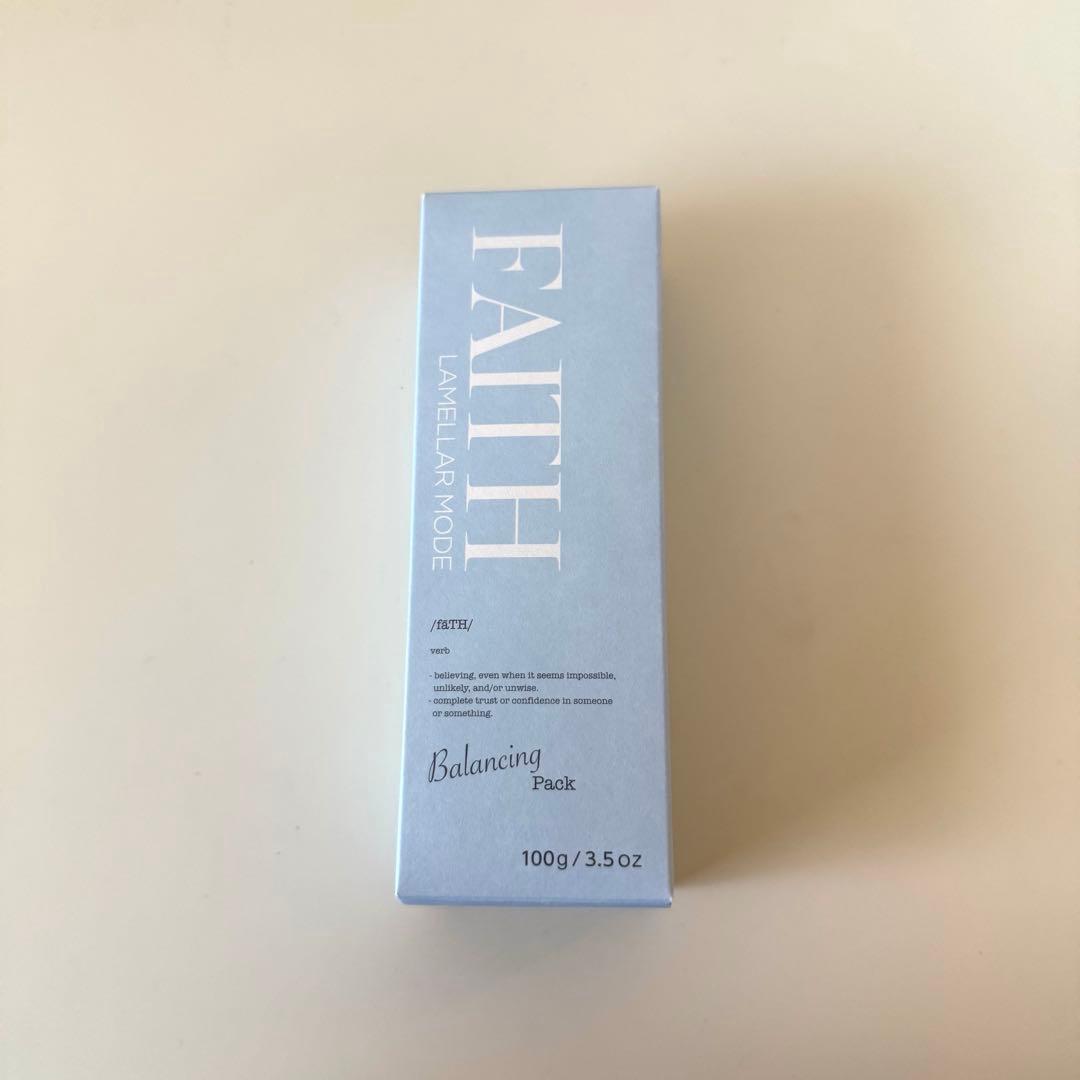 FAITH
LAMELLAR MODE
/fāTH/
verb
- believing, even when it seems impossible,
unlikely, and/or unwise.
- complete trust or confidence in someone
or something.
Balancing
Pack
100g / 3.5 oz